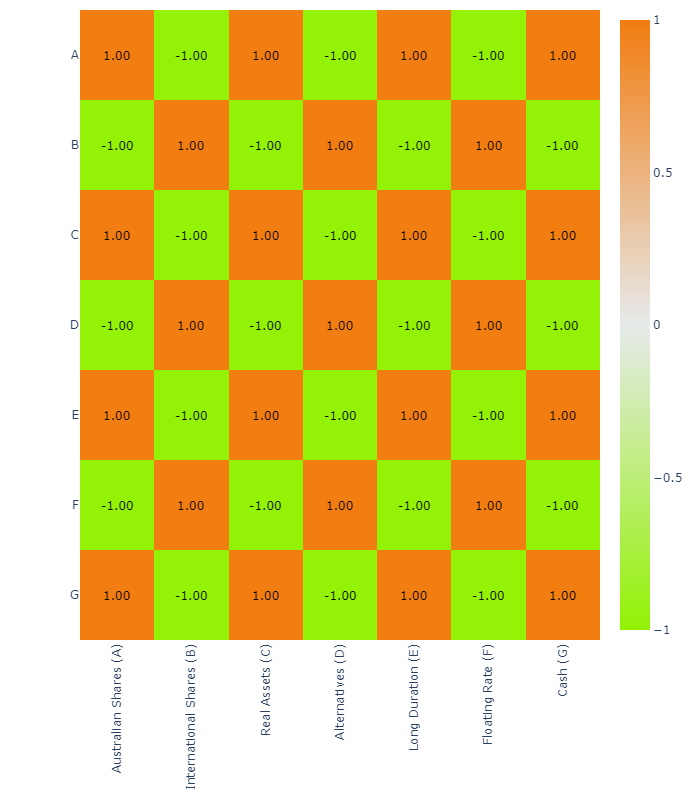 A 1.00 -1.00 1.00 -1.00 1.00 -1.00 1.00
B -1.00 1.00 -1.00 1.00 -1.00 1.00 -1.00
C 1.00 -1.00 1.00 -1.00 1.00 -1.00 1.00
D -1.00 1.00 -1.00 1.00 -1.00 1.00 -1.00
E 1.00 -1.00 1.00 -1.00 1.00 -1.00 1.00
F -1.00 1.00 -1.00 1.00 -1.00 1.00 -1.00
G 1.00 -1.00 1.00 -1.00 1.00 -1.00 1.00
Australian Shares (A)
International Shares (B)
Real Assets (C)
Alternatives (D)
Long Duration (E)
Floating Rate (F)
Cash (G)
1
0.5
0
−0.5
−1